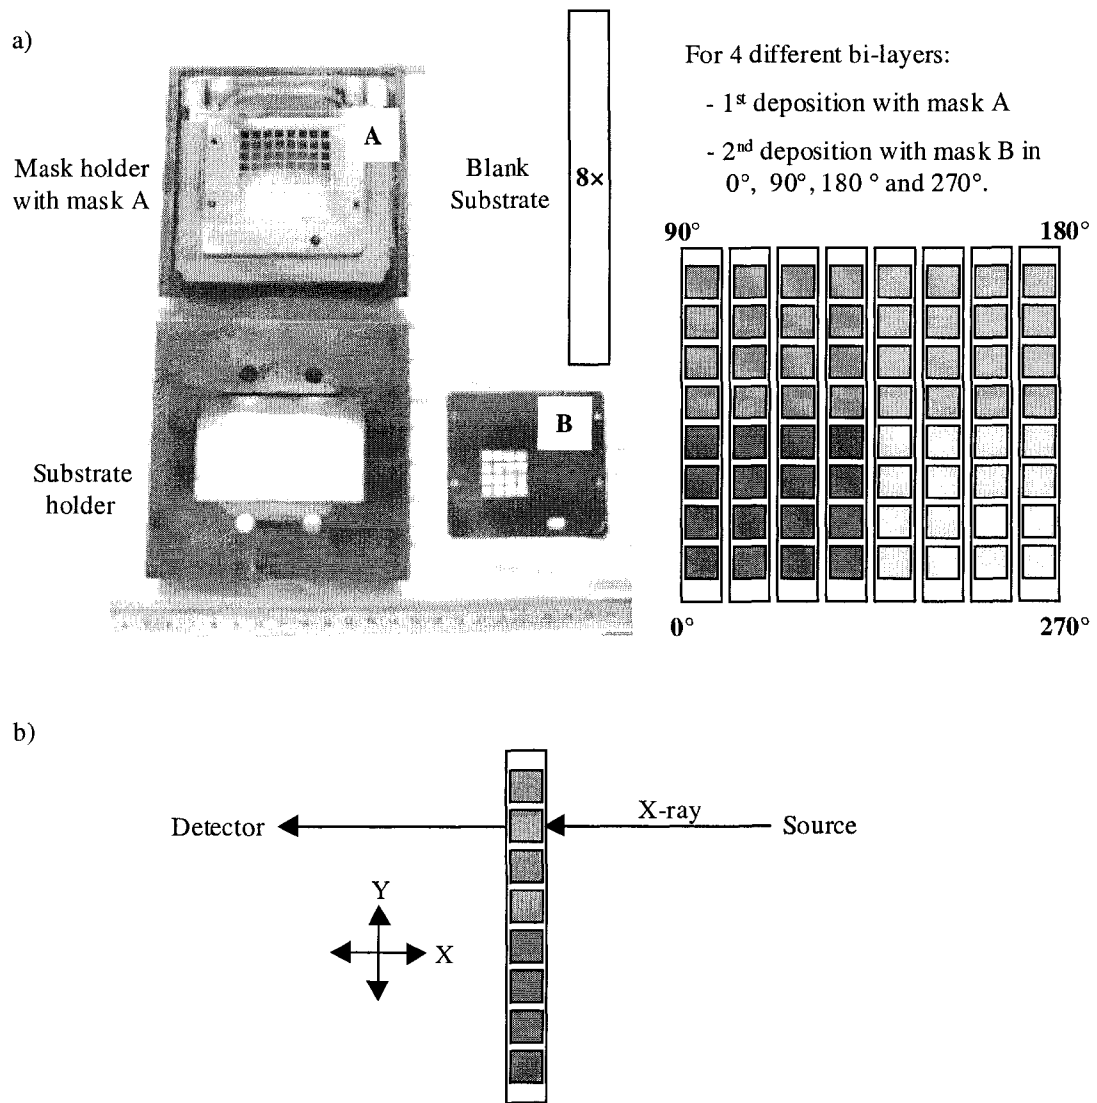 a)
Mask holder
with mask A
A
Blank
Substrate
8×
For 4 different bi-layers:
- 1st deposition with mask A
- 2nd deposition with mask B in
0°, 90°, 180 ° and 270°.
90°
180°
B
Substrate
holder
0°
270°
b)
Detector
X-ray
Source
Y
X